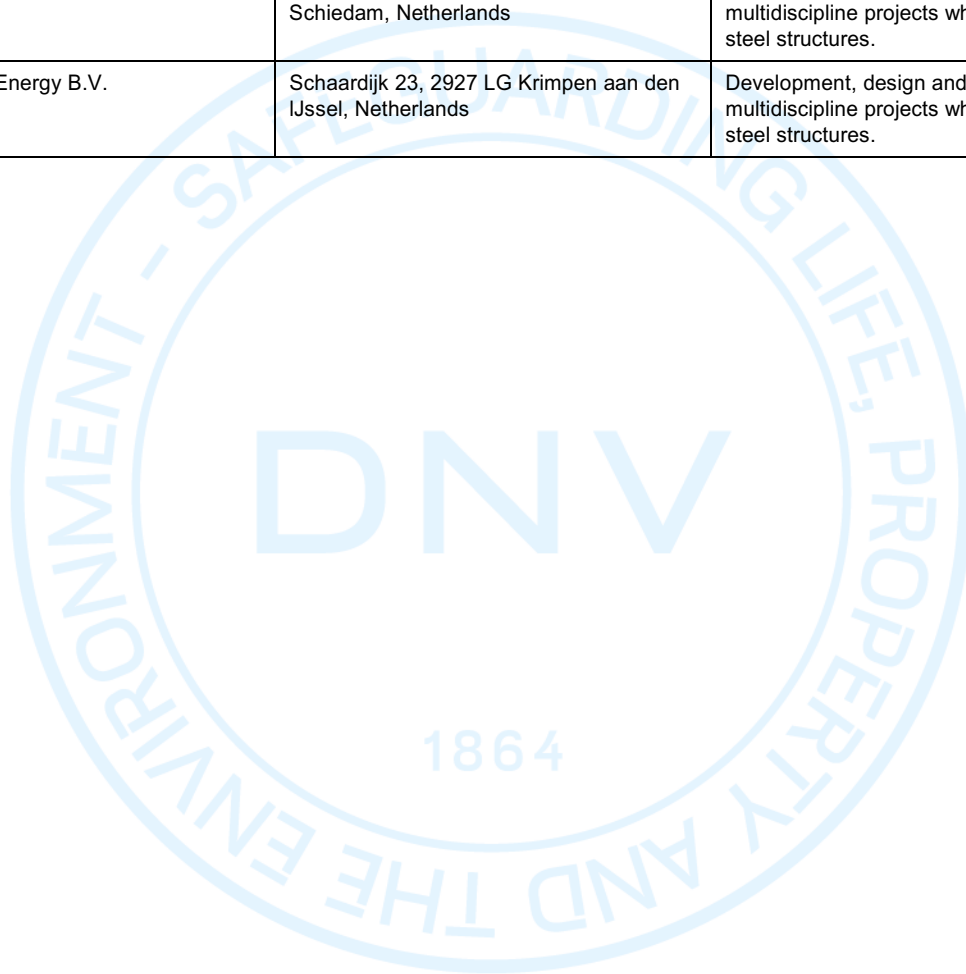 Schiedam, Netherlands
multidiscipline projects wh
steel structures.
Energy B.V.
Schaardijk 23, 2927 LG Krimpen aan den
IJssel, Netherlands
Development, design and
multidiscipline projects wh
steel structures.
SAFEGUARDING LIFE, PROPERTY AND THE ENVIRONMENT -
DNV
1864